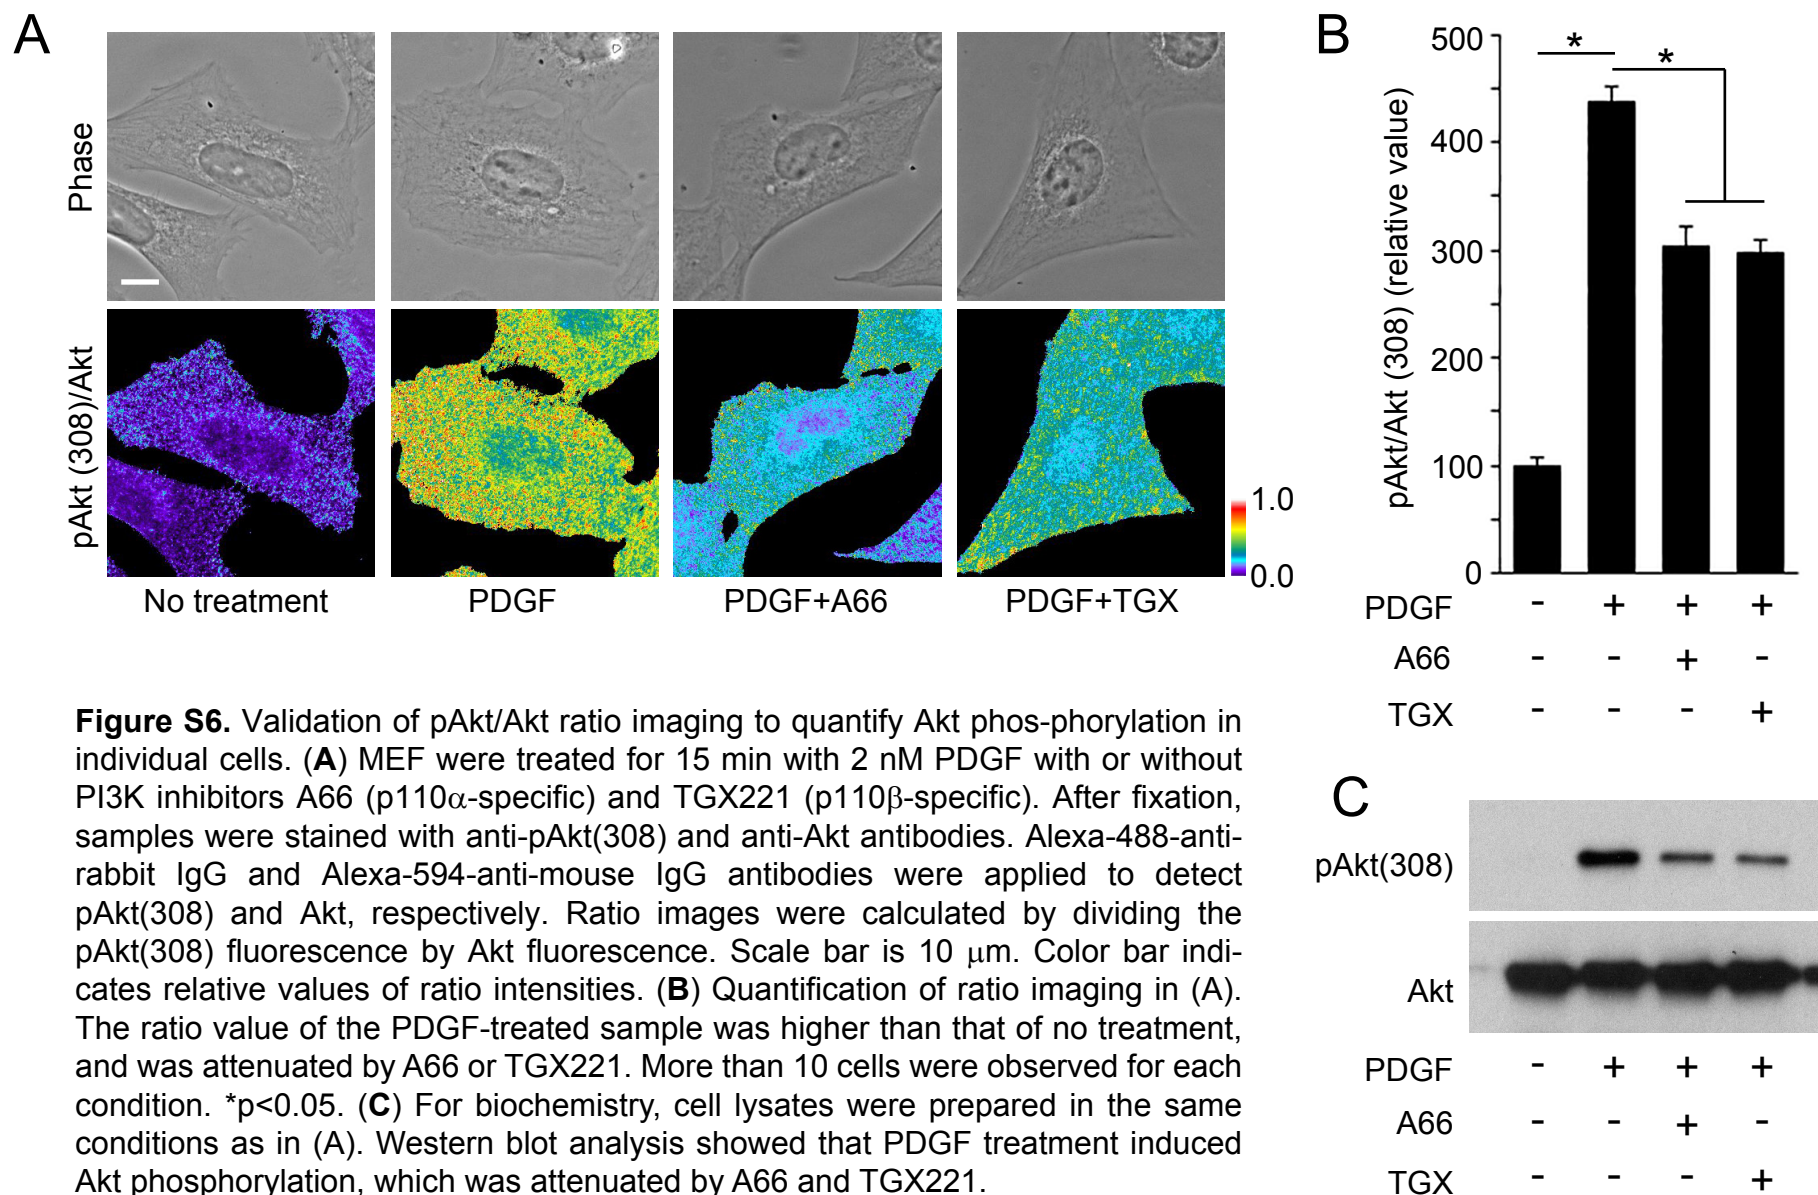 A
Phase
pAkt (308)/Akt
No treatment
PDGF
PDGF+A66
PDGF+TGX
1.0
0.0
B
pAkt/Akt (308) (relative value)
500
400
300
200
100
0
*
*
PDGF - + + +
A66 - - + -
TGX - - - +
Figure S6. Validation of pAkt/Akt ratio imaging to quantify Akt phos-phorylation in
individual cells. (A) MEF were treated for 15 min with 2 nM PDGF with or without
PI3K inhibitors A66 (p110α-specific) and TGX221 (p110β-specific). After fixation,
samples were stained with anti-pAkt(308) and anti-Akt antibodies. Alexa-488-anti-
rabbit IgG and Alexa-594-anti-mouse IgG antibodies were applied to detect
pAkt(308) and Akt, respectively. Ratio images were calculated by dividing the
pAkt(308) fluorescence by Akt fluorescence. Scale bar is 10 μm. Color bar indi-
cates relative values of ratio intensities. (B) Quantification of ratio imaging in (A).
The ratio value of the PDGF-treated sample was higher than that of no treatment,
and was attenuated by A66 or TGX221. More than 10 cells were observed for each
condition. *p<0.05. (C) For biochemistry, cell lysates were prepared in the same
conditions as in (A). Western blot analysis showed that PDGF treatment induced
Akt phosphorylation, which was attenuated by A66 and TGX221.
C
pAkt(308)
Akt
PDGF - + + +
A66 - - + -
TGX - - - +